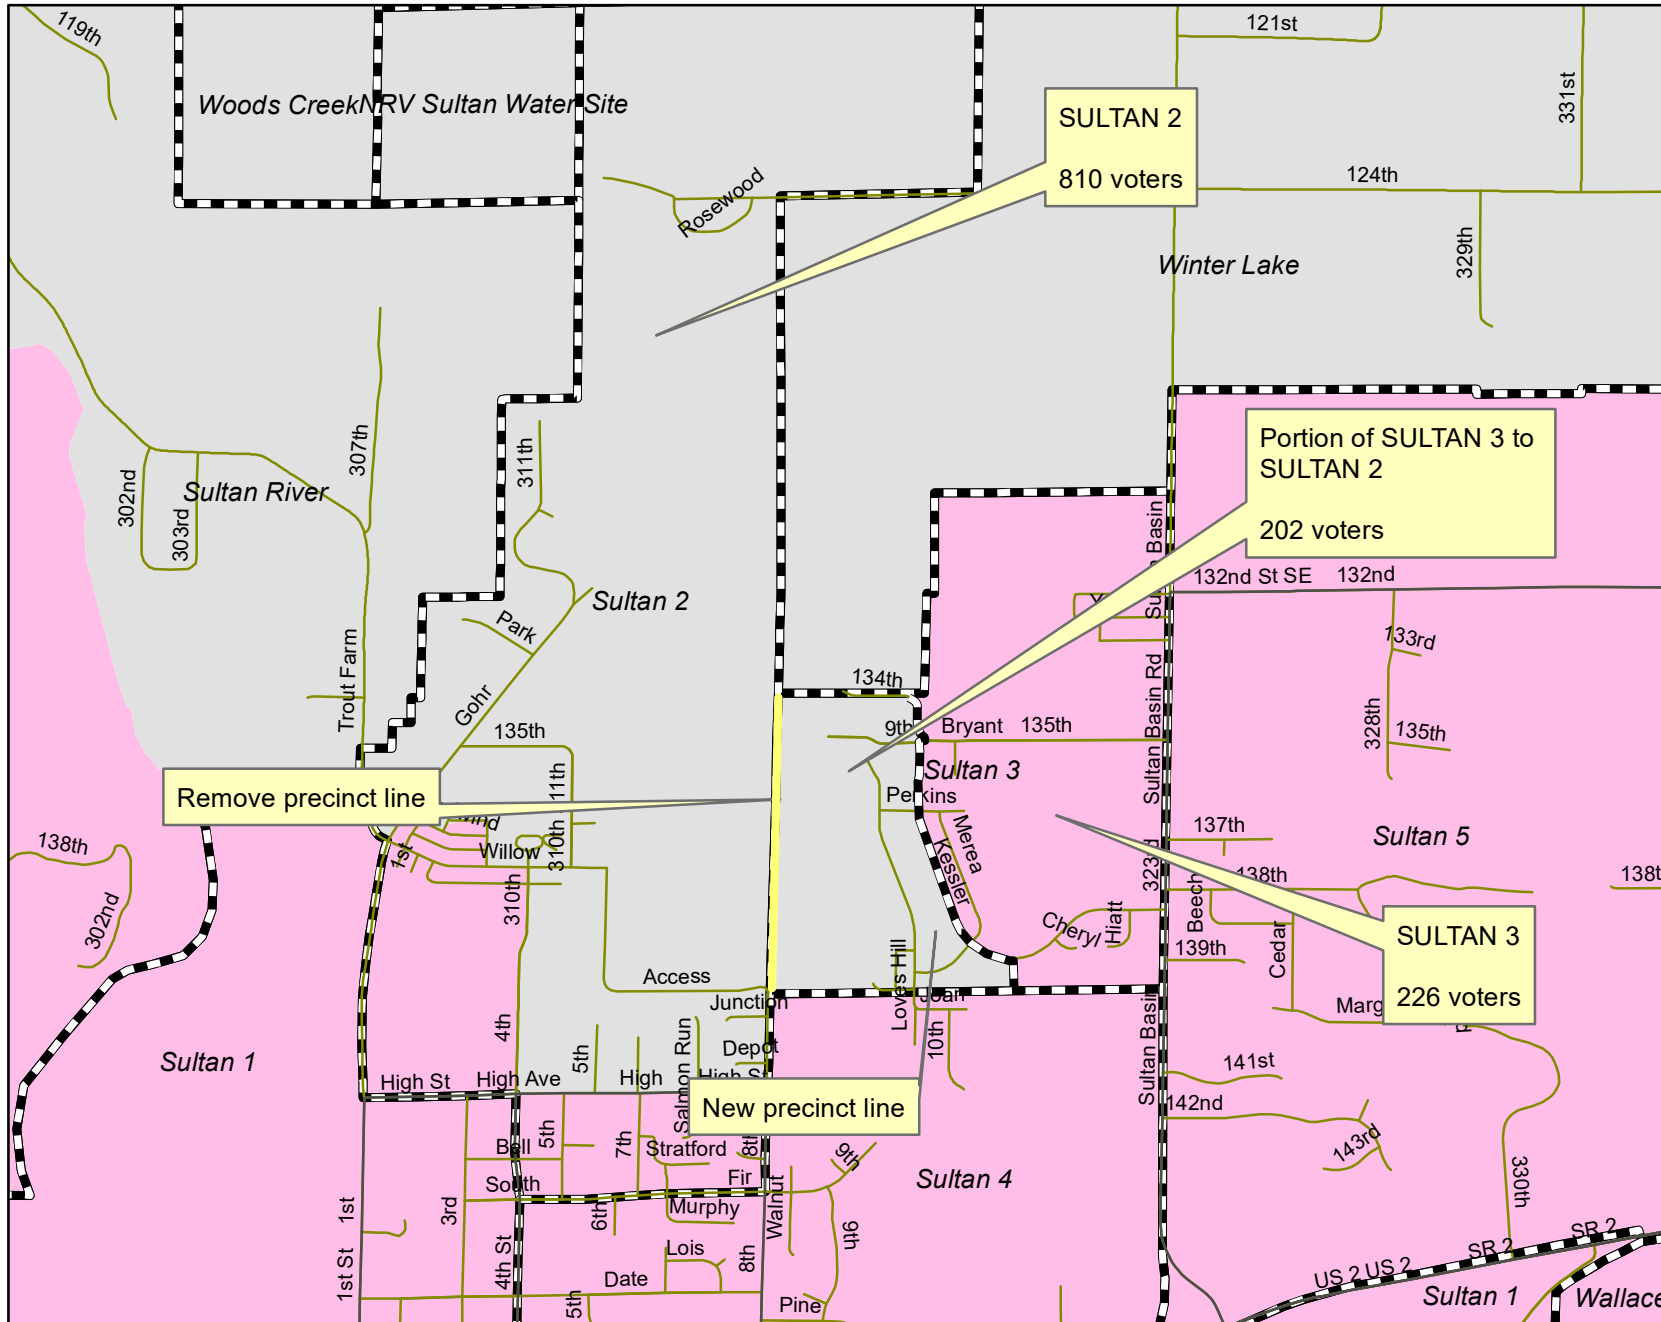 119th
121st
331st
Woods Creek
NRV Sultan Water Site
SULTAN 2
810 voters
124th
Rosewood
329th
Winter Lake
307th
311th
302nd
303rd
Sultan River
Portion of SULTAN 3 to
SULTAN 2
202 voters
Basin
132nd St SE
132nd
Sultan 2
Park
133rd
Trout Farm
Gohr
134th
Sultan Basin Rd
328th
135th
135th
9th
Bryant
135th
Sultan 3
11th
Remove precinct line
Perkins
Merea
Kessler
137th
Sultan 5
138th
1st
Willow
310th
310th
323rd
138th
Beech
302nd
Cheryl
Hiatt
Cedar
139th
SULTAN 3
226 voters
Access
Loves Hill
Junction
Joan
Marg
4th
5th
Salmon Run
Depot
10th
Sultan Basin
141st
Sultan 1
High St
High Ave
High
High St
New precinct line
142nd
143rd
Bell
5th
7th
Stratford
8th
9th
330th
South
Fir
Sultan 4
1st
3rd
6th
Murphy
Walnut
9th
4th St
Lois
8th
1st St
Date
5th
Pine
SR 2
SR 2
US 2
US 2
Sultan 1
Wallace